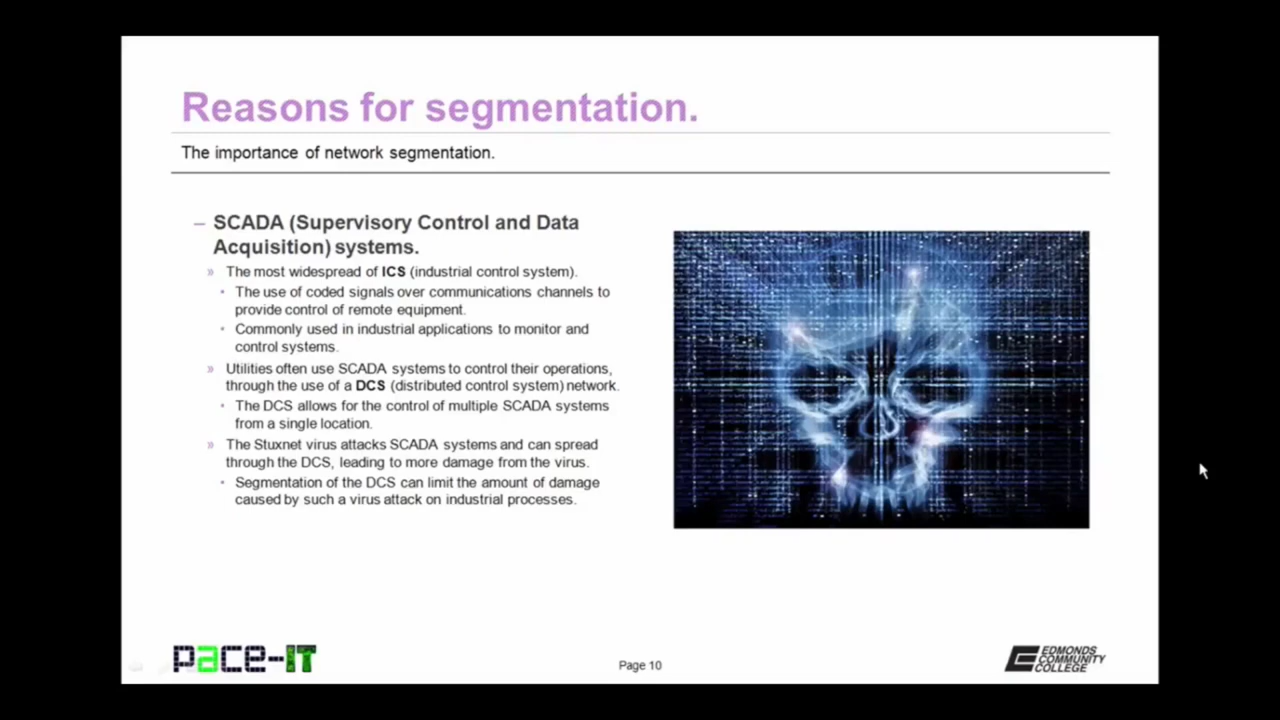 Reasons for segmentation.
The importance of network segmentation.
– SCADA (Supervisory Control and Data
Acquisition) systems.
» The most widespread of ICS (industrial control system).
• The use of coded signals over communications channels to
provide control of remote equipment.
• Commonly used in industrial applications to monitor and
control systems.
» Utilities often use SCADA systems to control their operations,
through the use of a DCS (distributed control system) network.
• The DCS allows for the control of multiple SCADA systems
from a single location.
» The Stuxnet virus attacks SCADA systems and can spread
through the DCS, leading to more damage from the virus.
• Segmentation of the DCS can limit the amount of damage
caused by such a virus attack on industrial processes.
pace-IT
Page 10
EDMONDS
COMMUNITY
COLLEGE